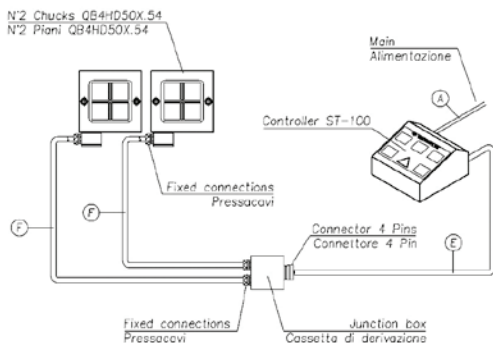 N°2 Chucks QB4HD50X.54
N°2 Piani QB4HD50X.54
Main
Alimentazione
A
Controller ST-100
Fixed connections
Pressacavi
F
F
Connector 4 Pins
Connettore 4 Pin
E
Fixed connections
Pressacavi
Junction box
Cassetta di derivazione